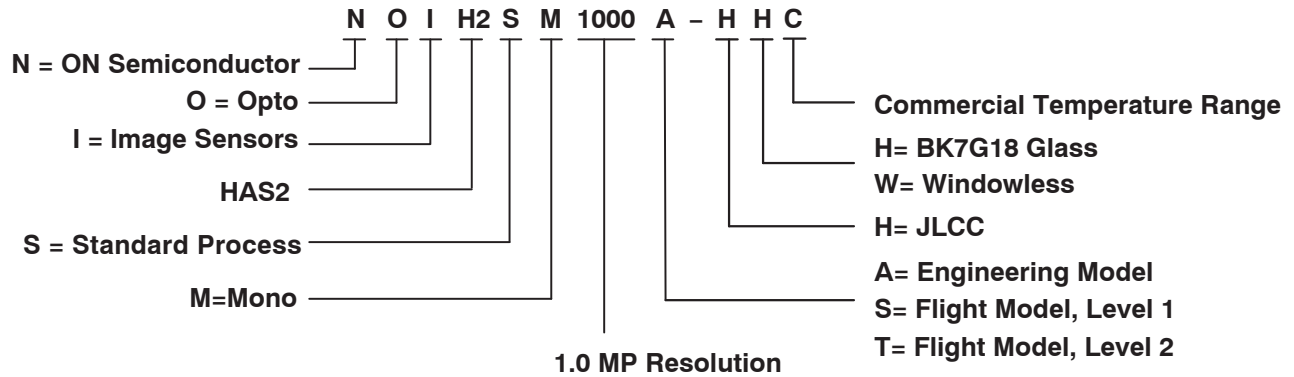 N O I H2 S M 1000 A – H H C
N = ON Semiconductor
O = Opto
I = Image Sensors
HAS2
S = Standard Process
M=Mono
1.0 MP Resolution
Commercial Temperature Range
H= BK7G18 Glass
W= Windowless
H= JLCC
A= Engineering Model
S= Flight Model, Level 1
T= Flight Model, Level 2